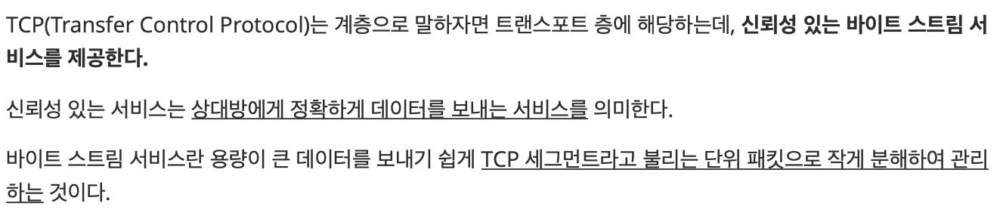 TCP(Transfer Control Protocol)는 계층으로 말하자면 트랜스포트 층에 해당하는데, 신뢰성 있는 바이트 스트림 서
비스를 제공한다.
신뢰성 있는 서비스는 상대방에게 정확하게 데이터를 보내는 서비스를 의미한다.
바이트 스트림 서비스란 용량이 큰 데이터를 보내기 쉽게 TCP 세그먼트라고 불리는 단위 패킷으로 작게 분해하여 관리
하는 것이다.